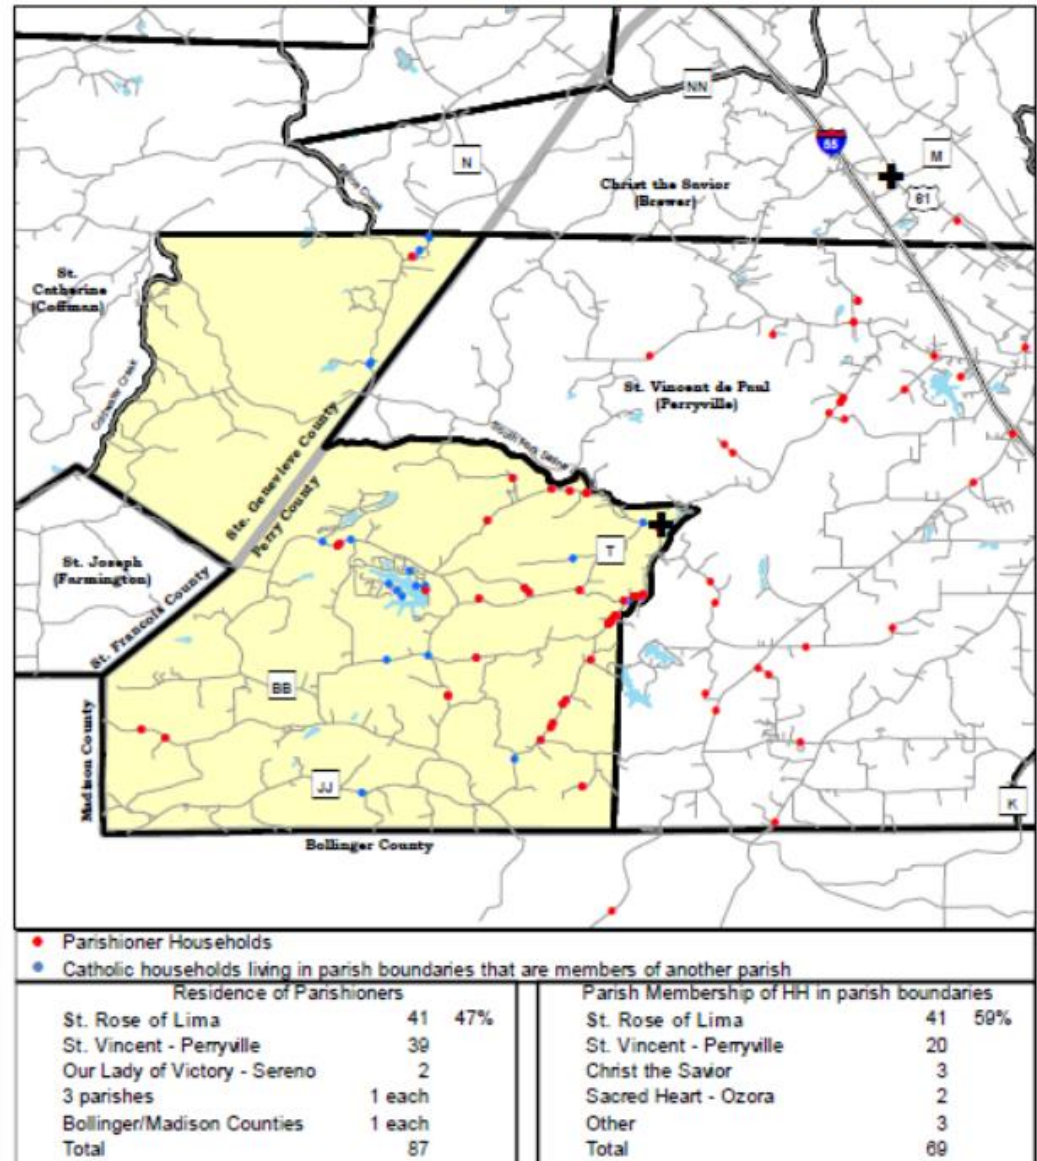 NN
65
M
N
Christ the Savior
(Brewer)
61
St.
Catherine
(Coffman)
St. Vincent de Paul
(Perryville)
Ste. Genevieve County
Perry County
T
St. Joseph
(Farmington)
St. Francois County
BB
Madison County
JJ
K
Bollinger County
Parishioner Households
Catholic households living in parish boundaries that are members of another parish
Residence of Parishioners
St. Rose of Lima 41 47%
St. Vincent - Perryville 39
Our Lady of Victory - Sereno 2
3 parishes 1 each
Bollinger/Madison Counties 1 each
Total 87
Parish Membership of HH in parish boundaries
St. Rose of Lima 41 59%
St. Vincent - Perryville 20
Christ the Savior 3
Sacred Heart - Ozora 2
Other 3
Total 69